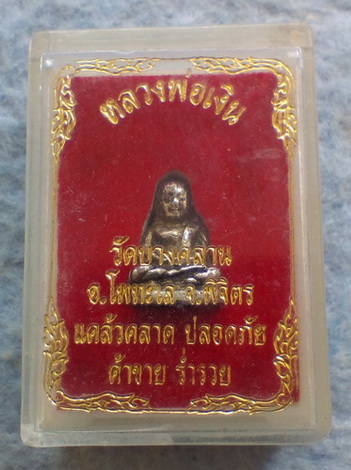 หลวงพ่อเงิน
วัดบางคลาน
อ.โพทะเล จ.พิจิตร
แคล้วคลาด ปลอดภัย
ค้าขาย ร่ำรวย